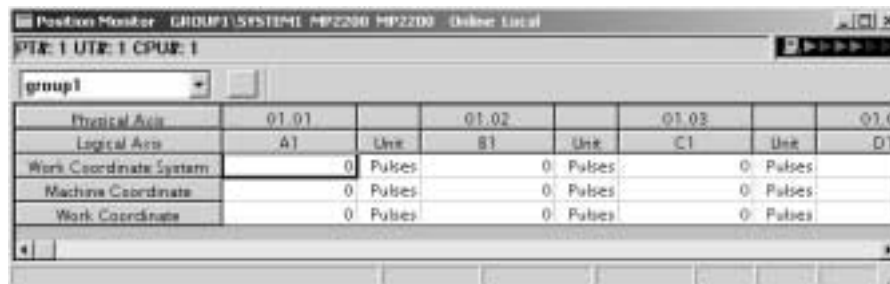 Position Monitor GROUP1\SYSTEM1 MP2200 MP2200 Online Local
PT#: 1 UT#: 1 CPU#: 1
group1
Physical Axis 01.01 01.02 01.03
Logical Axis A1 Unit B1 Unit C1 Unit D1
Work Coordinate System 0 Pulses 0 Pulses 0 Pulses
Machine Coordinate 0 Pulses 0 Pulses 0 Pulses
Work Coordinate 0 Pulses 0 Pulses 0 Pulses